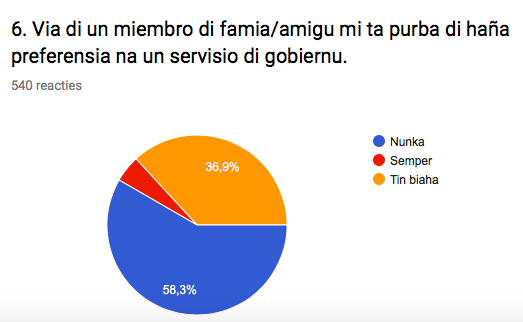 6. Via di un miembro di famia/amigu mi ta purba di haña
preferensia na un servisio di gobiernu.
540 reacties
Nunka
Semper
Tin biaha
36,9%
58,3%